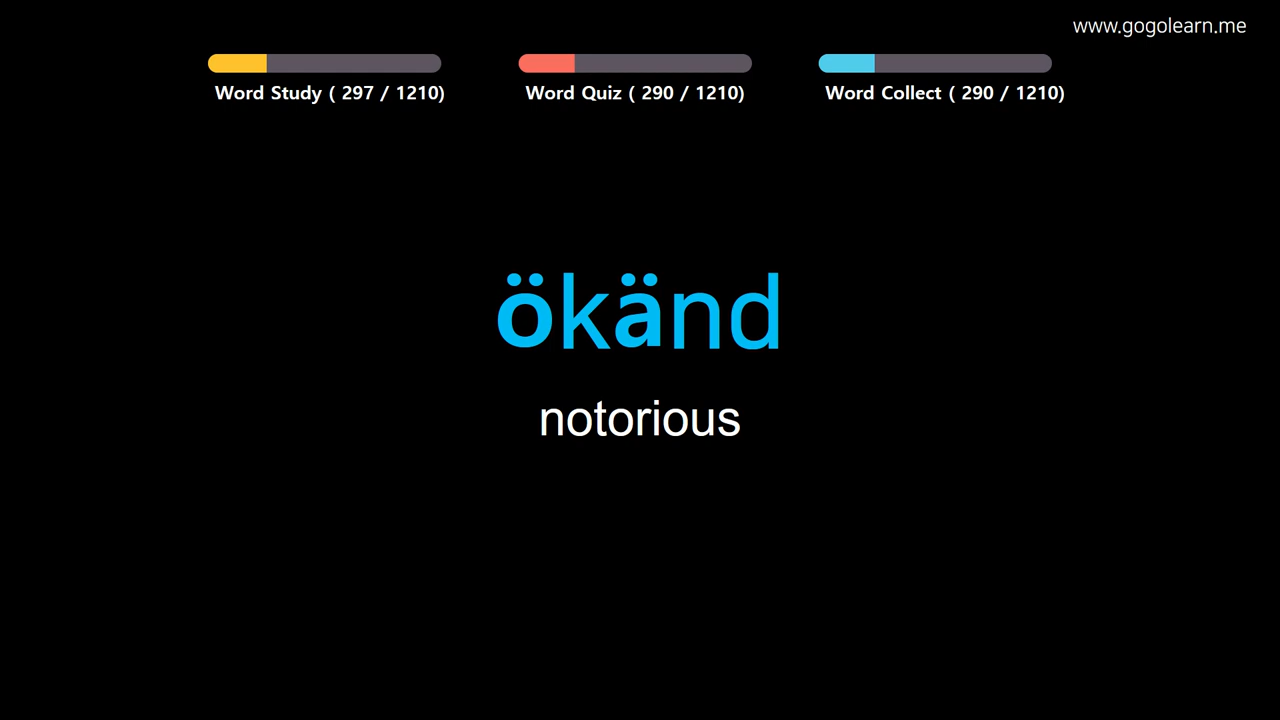 www.gogolearn.me
Word Study ( 297 / 1210)
Word Quiz ( 290 / 1210)
Word Collect ( 290 / 1210)
ökänd
notorious